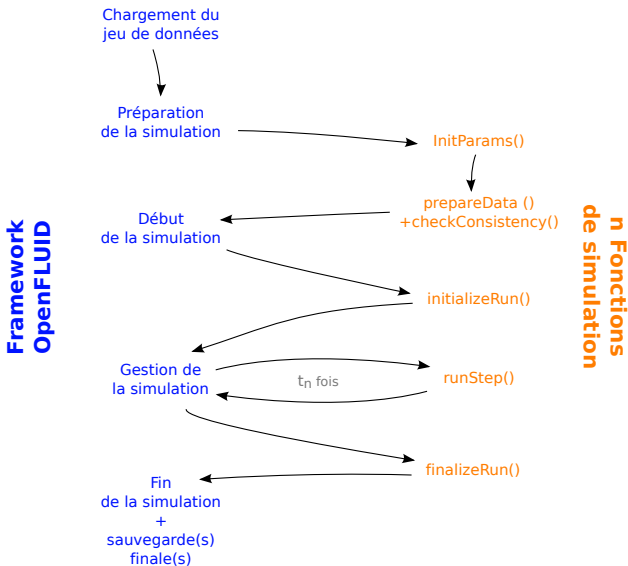 Chargement du
jeu de données
Préparation
de la simulation
InitParams()
prepareData ()
+checkConsistency()
Début
de la simulation
Framework
OpenFLUID
n Fonctions
de simulation
initializeRun()
Gestion de
la simulation
tn fois
runStep()
finalizeRun()
Fin
de la simulation
+
sauvegarde(s)
finale(s)